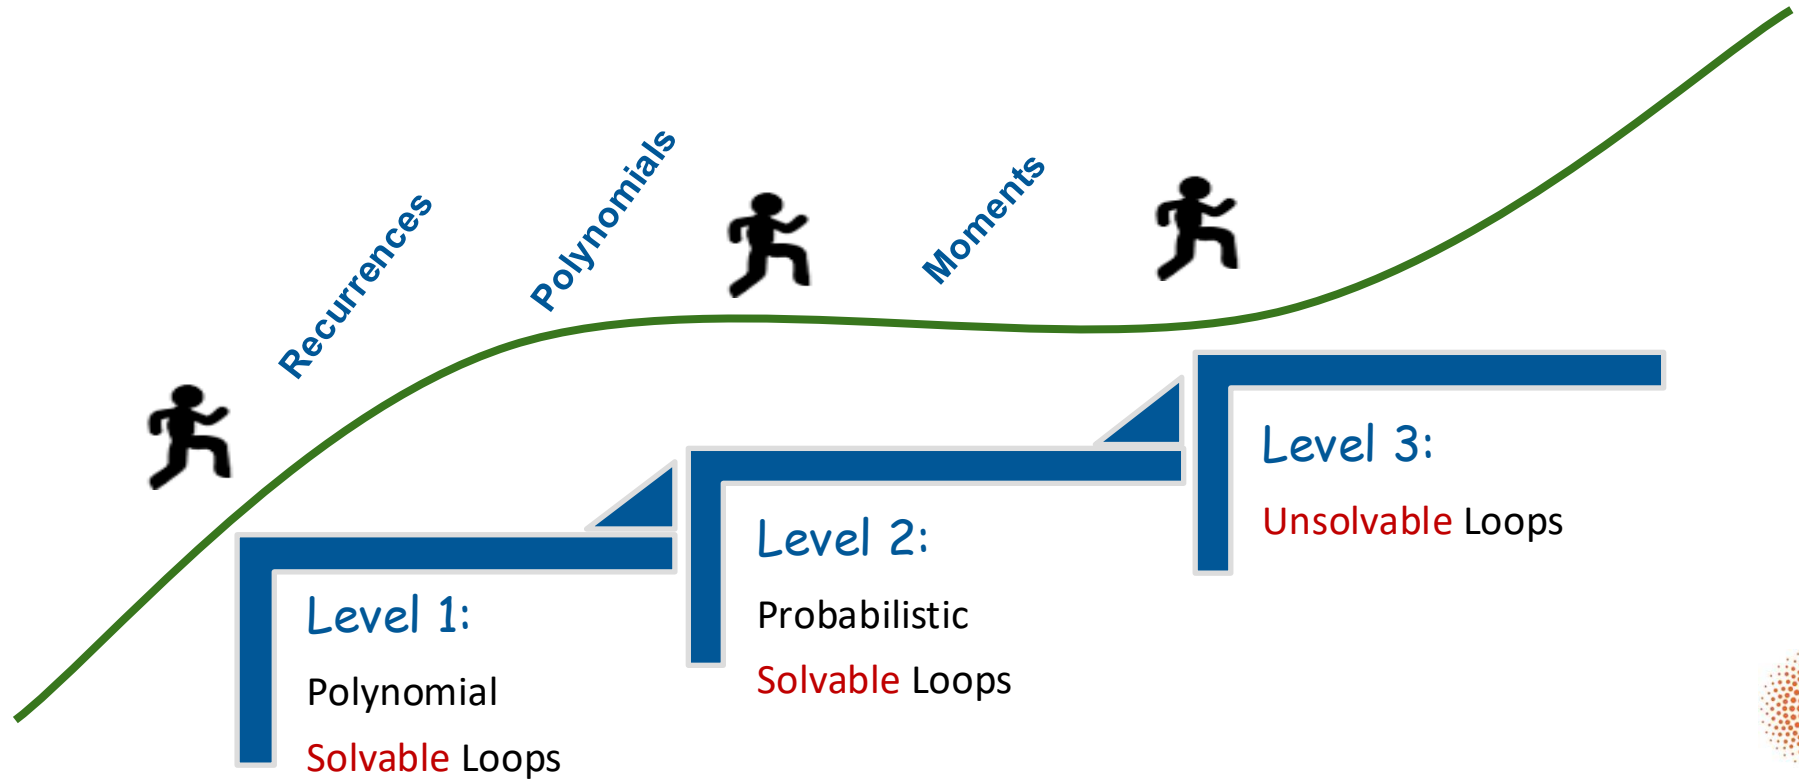 Recurrences
Polynomials
Moments
Level 1:
Polynomial
Solvable Loops
Level 2:
Probabilistic
Solvable Loops
Level 3:
Unsolvable Loops